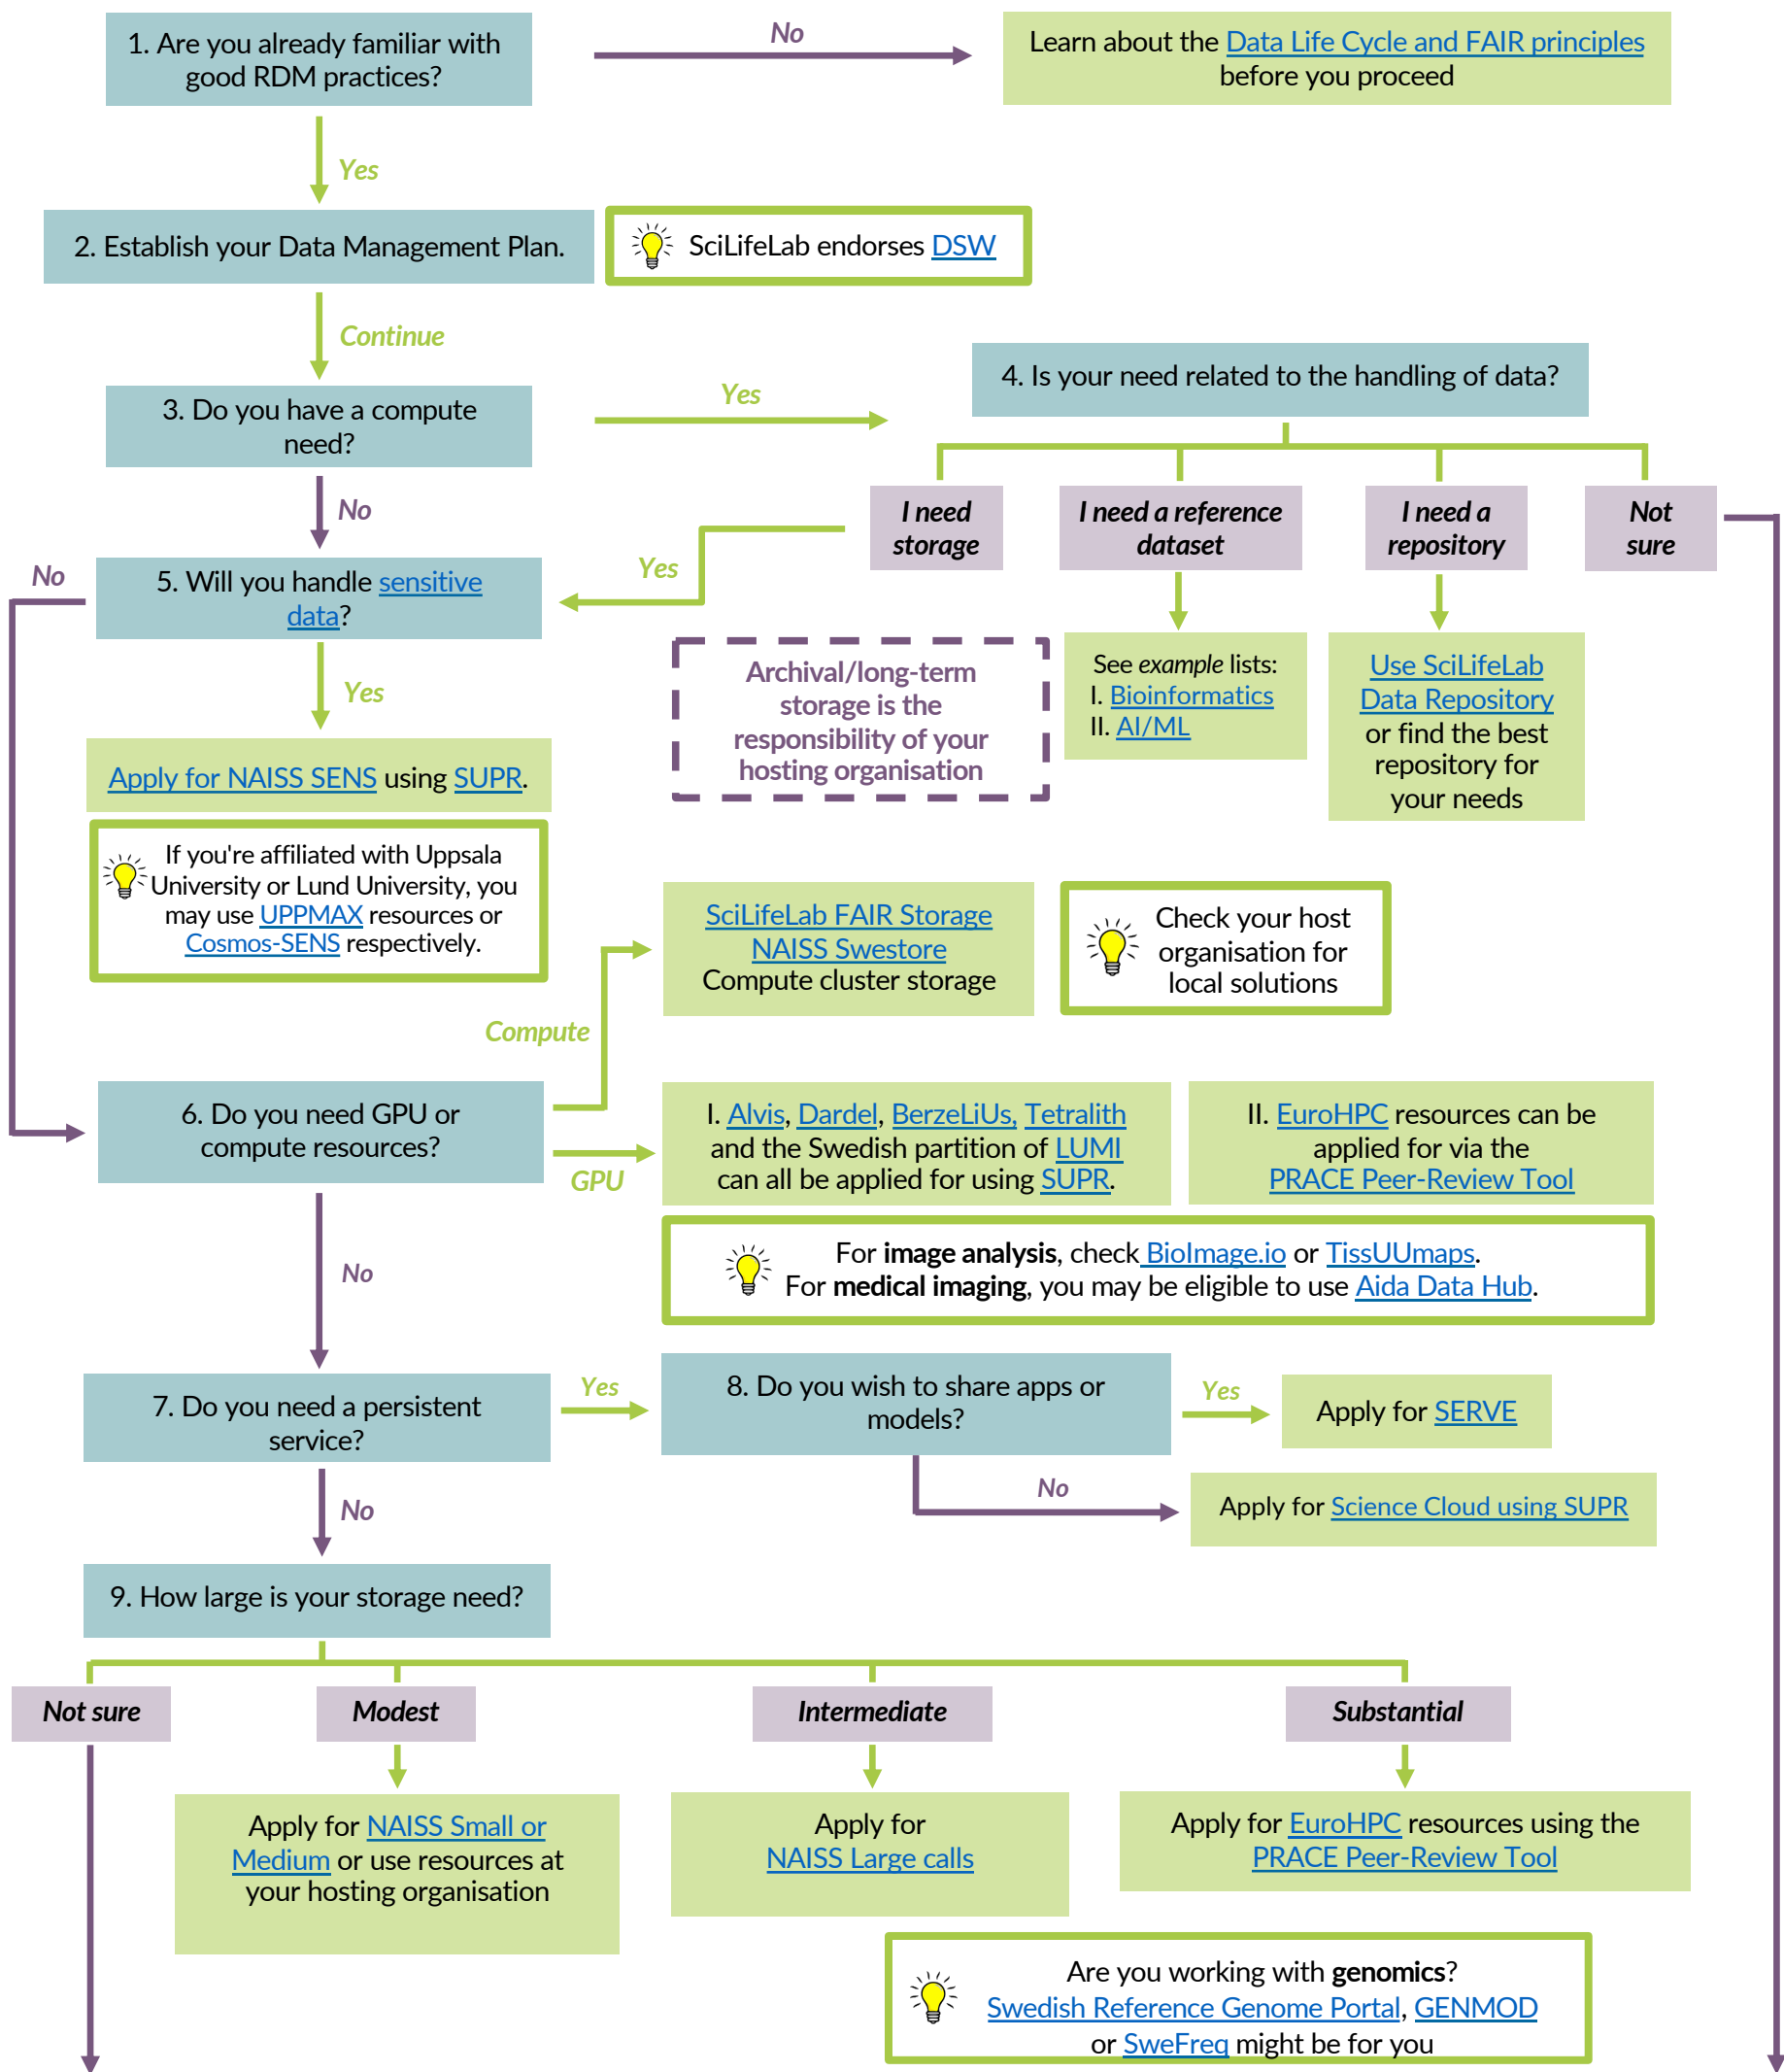 1. Are you already familiar with
good RDM practices?
No
Learn about the Data Life Cycle and FAIR principles
before you proceed
Yes
2. Establish your Data Management Plan.
SciLifeLab endorses DSW
Continue
3. Do you have a compute
need?
Yes
4. Is your need related to the handling of data?
No
I need
storage
I need a reference
dataset
I need a
repository
Not
sure
No
5. Will you handle sensitive
data?
Yes
Yes
Archival/long-term
storage is the
responsibility of your
hosting organisation
See example lists:
I. Bioinformatics
II. AI/ML
Use SciLifeLab
Data Repository
or find the best
repository for
your needs
Apply for NAISS SENS using SUPR.
If you're affiliated with Uppsala
University or Lund University, you
may use UPPMAX resources or
Cosmos-SENS respectively.
SciLifeLab FAIR Storage
NAISS Swestore
Compute cluster storage
Check your host
organisation for
local solutions
Compute
6. Do you need GPU or
compute resources?
GPU
I. Alvis, Dardel, BerzeLiUs, Tetralith
and the Swedish partition of LUMI
can all be applied for using SUPR.
II. EuroHPC resources can be
applied for via the
PRACE Peer-Review Tool
For image analysis, check BioImage.io or TissUUmaps.
For medical imaging, you may be eligible to use Aida Data Hub.
No
7. Do you need a persistent
service?
Yes
8. Do you wish to share apps or
models?
Yes
Apply for SERVE
No
Apply for Science Cloud using SUPR
No
9. How large is your storage need?
Not sure
Modest
Intermediate
Substantial
Apply for NAISS Small or
Medium or use resources at
your hosting organisation
Apply for
NAISS Large calls
Apply for EuroHPC resources using the
PRACE Peer-Review Tool
Are you working with genomics?
Swedish Reference Genome Portal, GENMOD
or SweFreq might be for you